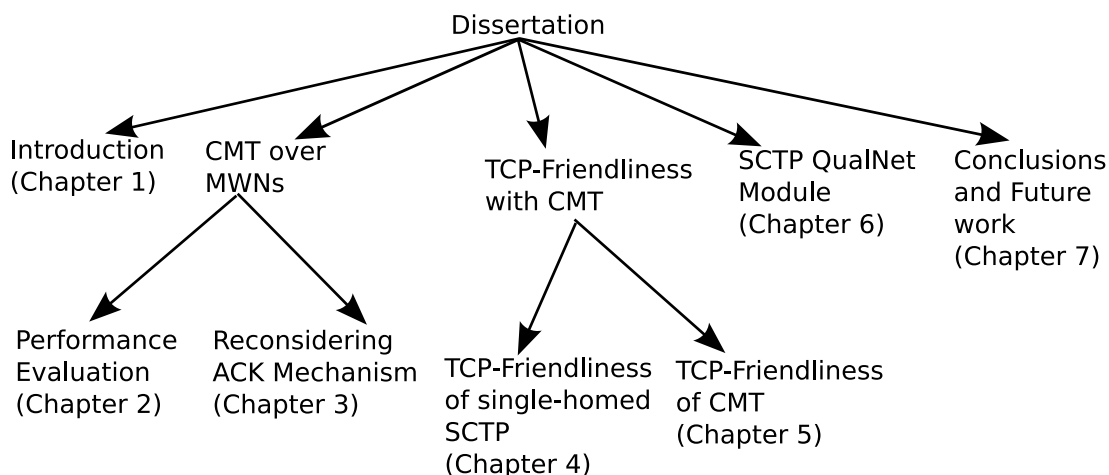 Dissertation
Introduction
(Chapter 1)
CMT over
MWNs
TCP-Friendliness
with CMT
SCTP QualNet
Module
(Chapter 6)
Conclusions
and Future
work
(Chapter 7)
Performance
Evaluation
(Chapter 2)
Reconsidering
ACK Mechanism
(Chapter 3)
TCP-Friendliness
of single-homed
SCTP
(Chapter 4)
TCP-Friendliness
of CMT
(Chapter 5)